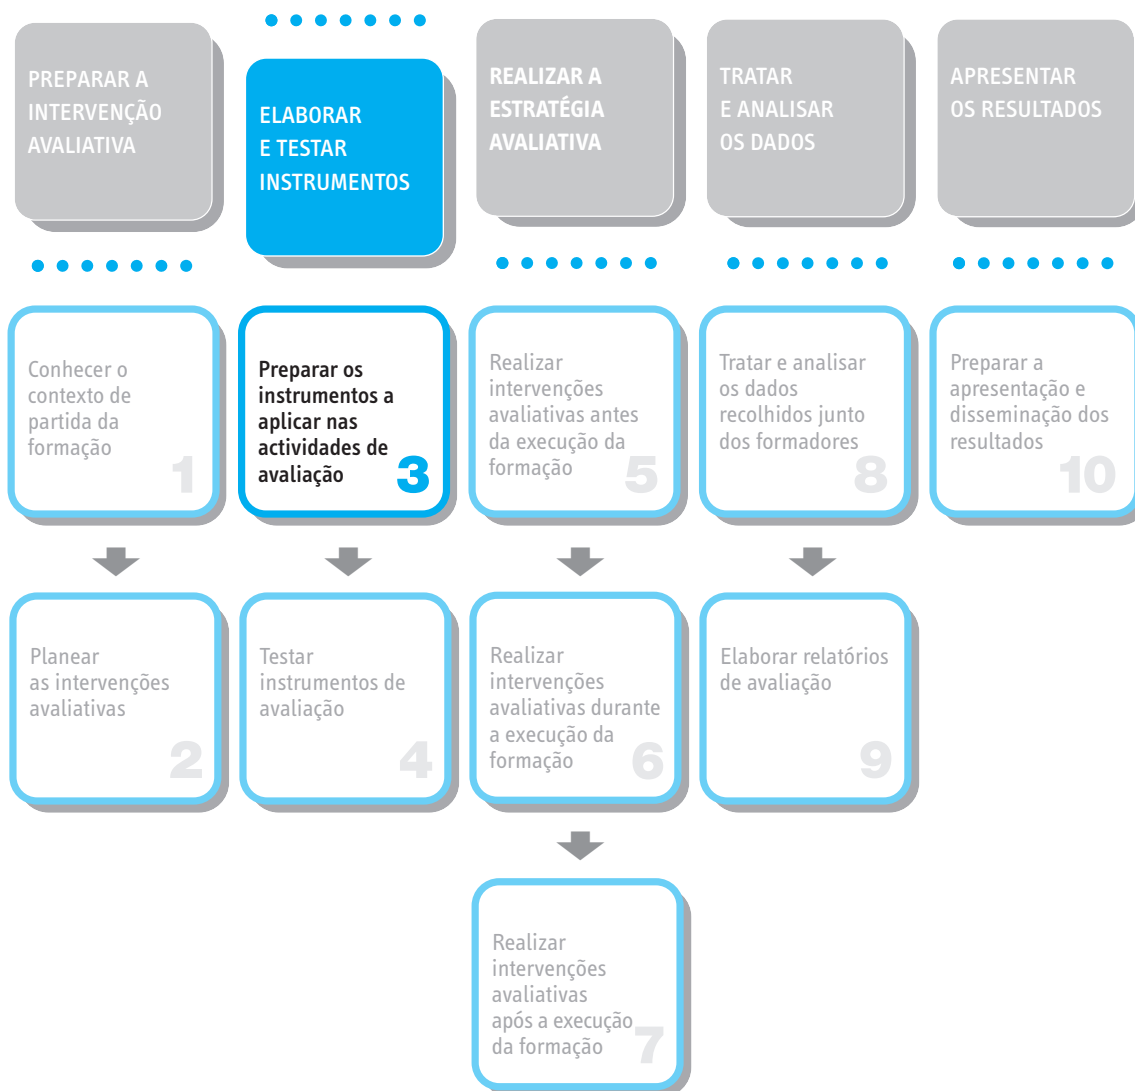 PREPARAR A
INTERVENÇÃO
AVALIATIVA
ELABORAR
E TESTAR
INSTRUMENTOS
REALIZAR A
ESTRATÉGIA
AVALIATIVA
TRATAR
E ANALISAR
OS DADOS
APRESENTAR
OS RESULTADOS
Conhecer o
contexto de
partida da
formação
1
Preparar os
instrumentos a
aplicar nas
actividades de
avaliação
3
Realizar
intervenções
avaliativas antes
da execução da
formação
5
Tratar e analisar
os dados
recolhidos junto
dos formadores
8
Preparar a
apresentação e
disseminação dos
resultados
10
Planear
as intervenções
avaliativas
2
Testar
instrumentos de
avaliação
4
Realizar
intervenções
avaliativas durante
a execução da
formação
6
Elaborar relatórios
de avaliação
9
Realizar
intervenções
avaliativas
após a execução
da formação
7